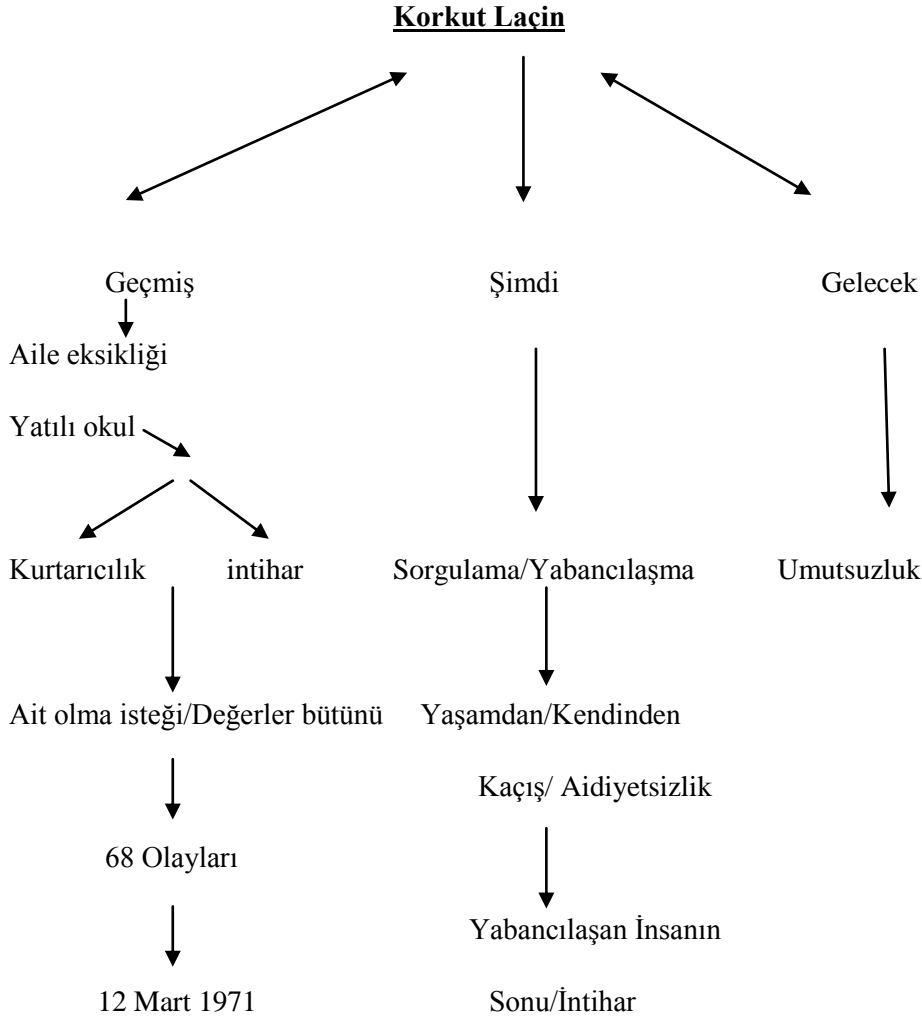 Korkut Laçin
Geçmiş Şimdi Gelecek
Aile eksikliği
Yatılı okul
Kurtarıcılık intihar Sorgulama/Yabancılaşma Umutsuzluk
Ait olma isteği/Değerler bütünü Yaşamdan/Kendinden
Kaçış/ Aidiyetsizlik
68 Olayları
Yabancılaşan İnsanın
12 Mart 1971 Sonu/İntihar